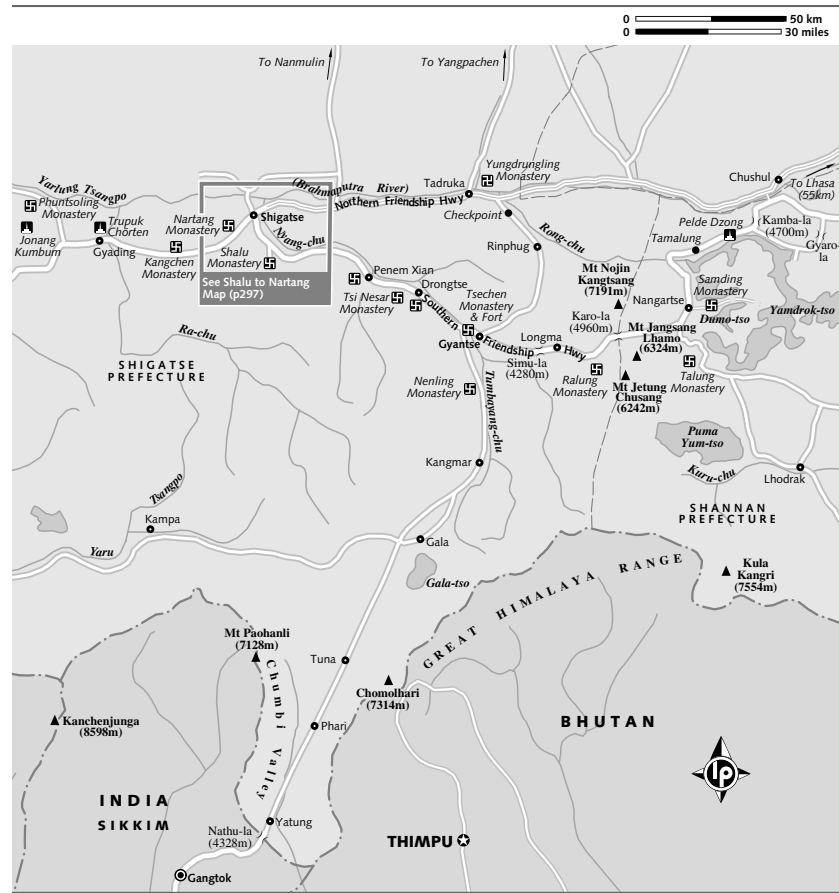 0 50 km
0 30 miles
To Nanmulin
To Yangpachen
Yungdrungling
Monastery
Chushul
To Lhasa
(55km)
Yarlung Tsangpo
(Brahmaputra River)
Tadruka
Northern Friendship Hwy
Phuntsoling
Monastery
Trupuk
Chörten
Nartang
Monastery
Shigatse
Checkpoint
Pelde Dzong
Kamba-la
(4700m)
Jonang
Kumbum
Gyading
Nyang-chu
Rinphug
Rong-chu
Tamalung
Gyaro-
la
Kangchen
Monastery
Shalu
Monastery
Penem Xian
Mt Nojin
Kangtsang
(7191m)
Samding
Monastery
See Shalu to Nartang
Map (p297)
Drongtse
Tsi Nesar
Monastery
Southern Friendship Hwy
Tsechen
Monastery
& Fort
Nangartse
Dumo-tso
Yamdrok-tso
Karo-la
(4960m)
Mt Jangsang
Lhamo
(6324m)
Ra-chu
Gyantse
Longma
Simu-la
(4280m)
SHIGATSE
PREFECTURE
Ralung
Monastery
Talung
Monastery
Nenling
Monastery
Tumbayang-chu
Mt Jetung
Chusang
(6242m)
Puma
Yum-tso
Kangmar
Kuru-chu
Lhodrak
Tsangpo
SHANNAN
PREFECTURE
Kampa
Yaru
Gala
Gala-tso
GREAT HIMALAYA RANGE
Kula
Kangri
(7554m)
Mt Paohanli
(7128m)
Tuna
Chumbi Valley
Chomolhari
(7314m)
Kanchenjunga
(8598m)
Phari
BHUTAN
lp
INDIA
SIKKIM
Nathu-la
(4328m)
Yatung
THIMPU
Gangtok